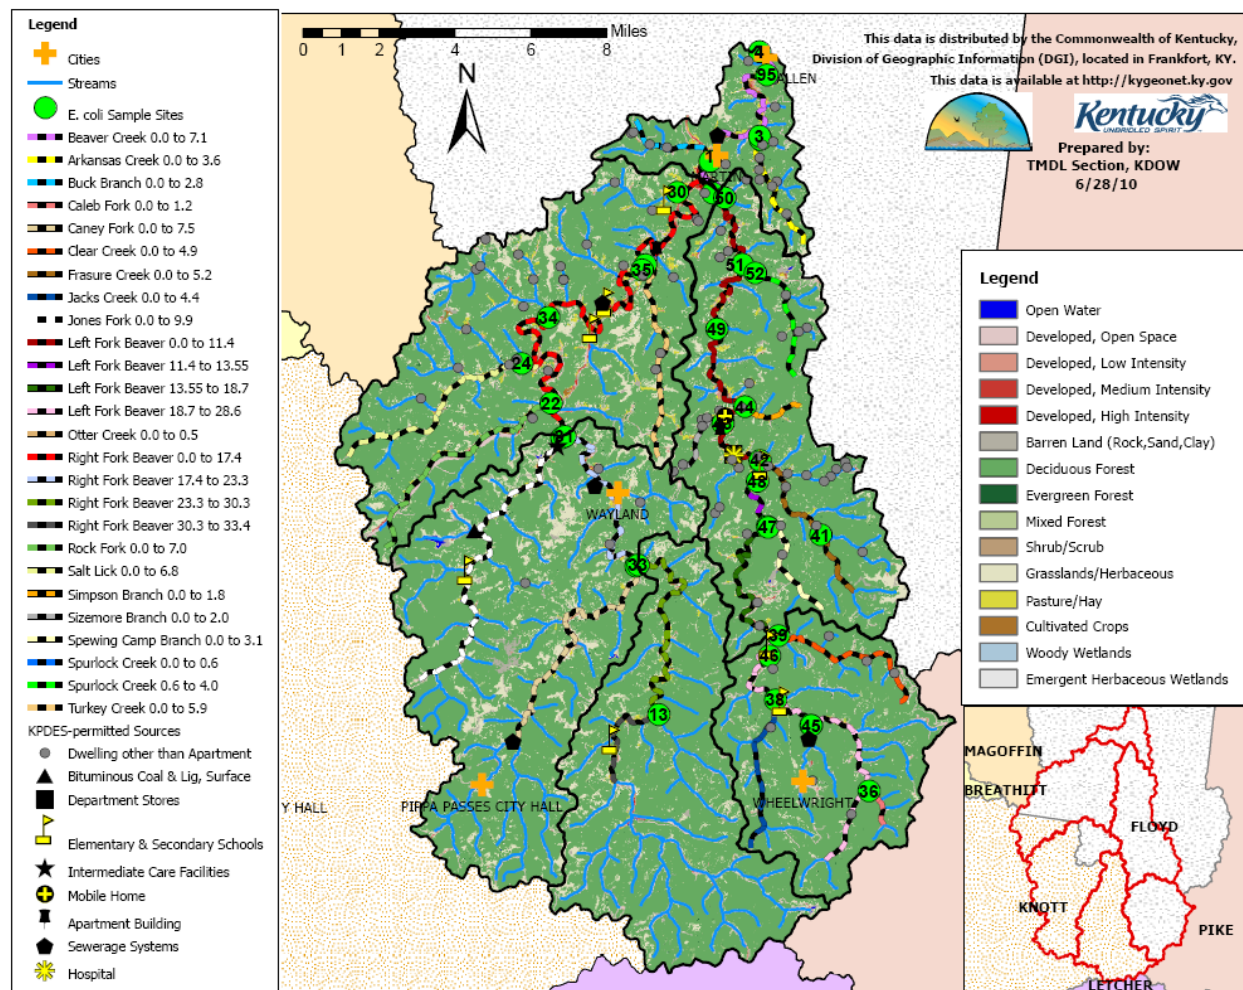 Legend
Cities
Streams
E. coli Sample Sites
Beaver Creek 0.0 to 7.1
Arkansas Creek 0.0 to 3.6
Buck Branch 0.0 to 2.8
Caleb Fork 0.0 to 1.2
Caney Fork 0.0 to 7.5
Clear Creek 0.0 to 4.9
Frasure Creek 0.0 to 5.2
Jacks Creek 0.0 to 4.4
Jones Fork 0.0 to 9.9
Left Fork Beaver 0.0 to 11.4
Left Fork Beaver 11.4 to 13.55
Left Fork Beaver 13.55 to 18.7
Left Fork Beaver 18.7 to 28.6
Otter Creek 0.0 to 0.5
Right Fork Beaver 0.0 to 17.4
Right Fork Beaver 17.4 to 23.3
Right Fork Beaver 23.3 to 30.3
Right Fork Beaver 30.3 to 33.4
Rock Fork 0.0 to 7.0
Salt Lick 0.0 to 6.8
Simpson Branch 0.0 to 1.8
Sizemore Branch 0.0 to 2.0
Spewing Camp Branch 0.0 to 3.1
Spurlock Creek 0.0 to 0.6
Spurlock Creek 0.6 to 4.0
Turkey Creek 0.0 to 5.9
KPDES-permitted Sources
Dwelling other than Apartment
Bituminous Coal & Lig, Surface
Department Stores
Elementary & Secondary Schools
Intermediate Care Facilities
Mobile Home
Apartment Building
Sewerage Systems
Hospital
Miles
0 1 2 4 6 8
N
This data is distributed by the Commonwealth of Kentucky,
Division of Geographic Information (DGI), located in Frankfort, KY.
This data is available at http://kygeonet.ky.gov
Kentucky
UNBRIDLED SPIRIT
Prepared by:
TMDL Section, KDOW
6/28/10
4
95
3
1
30
50
35
51
52
34
49
24
22
44
21
42
48
WAYLAND
47
41
33
39
46
38
13
45
36
WHEELWRIGHT
PIPPA PASSES CITY HALL
Y HALL
Legend
Open Water
Developed, Open Space
Developed, Low Intensity
Developed, Medium Intensity
Developed, High Intensity
Barren Land (Rock,Sand,Clay)
Deciduous Forest
Evergreen Forest
Mixed Forest
Shrub/Scrub
Grasslands/Herbaceous
Pasture/Hay
Cultivated Crops
Woody Wetlands
Emergent Herbaceous Wetlands
MAGOFFIN
BREATHITT
FLOYD
KNOTT
PIKE
LETCHER